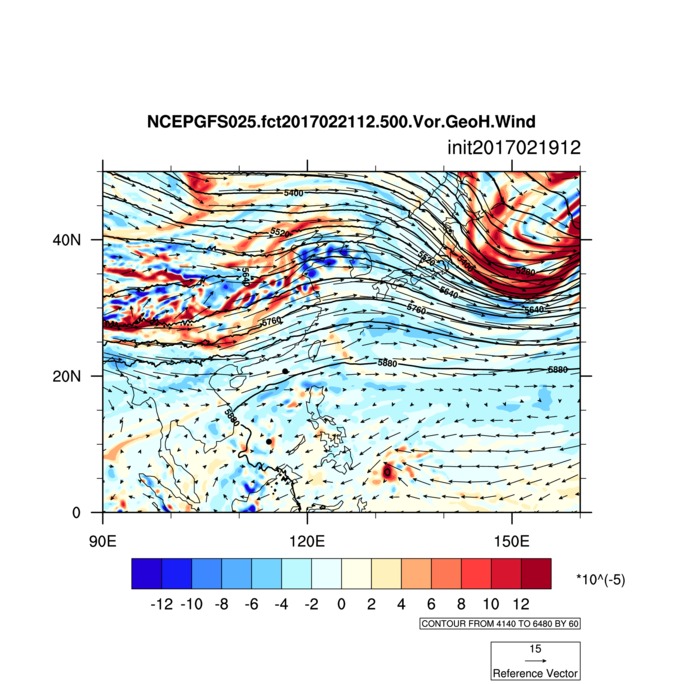 NCEPGFS025.fct2017022112.500.Vor.GeoH.Wind
init2017021912
5400
5520
5640
5760
5880
5880
5880
5640
5760
5280
5640
40N
20N
0
90E 120E 150E
-12 -10 -8 -6 -4 -2 0 2 4 6 8 10 12
*10^(-5)
CONTOUR FROM 4140 TO 6480 BY 60
15
Reference Vector